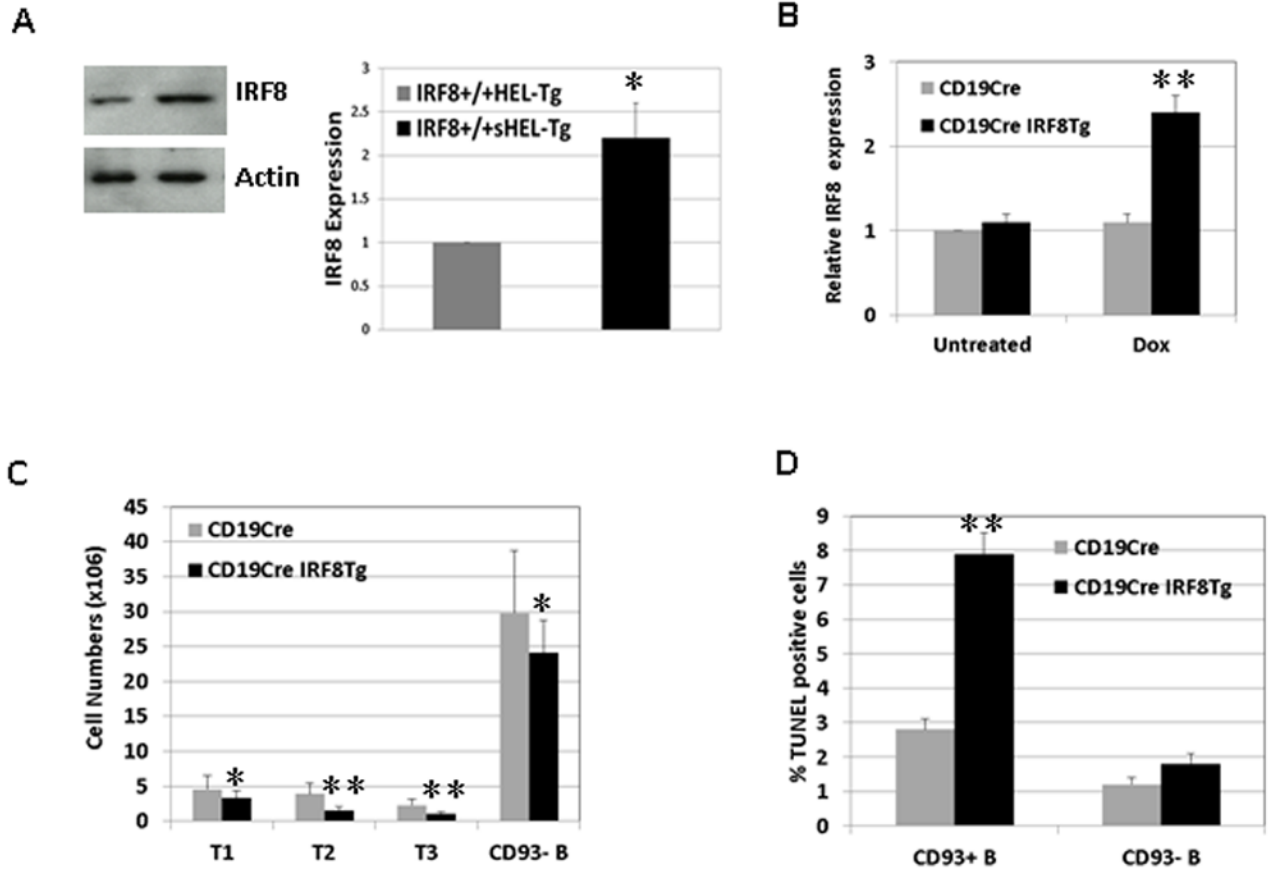 A
IRF8
Actin
IRF8 Expression
3
2.5
2
1.5
1
0.5
0
IRF8+/+HEL-Tg
IRF8+/+sHEL-Tg
*
B
Relative IRF8 expression
3
2
1
0
CD19Cre
CD19Cre IRF8Tg
**
Untreated Dox
C
Cell Numbers (x106)
45
40
35
30
25
20
15
10
5
0
CD19Cre
CD19Cre IRF8Tg
* ** ** *
T1 T2 T3 CD93- B
D
% TUNEL positive cells
9
8
7
6
5
4
3
2
1
0
**
CD19Cre
CD19Cre IRF8Tg
CD93+ B CD93- B